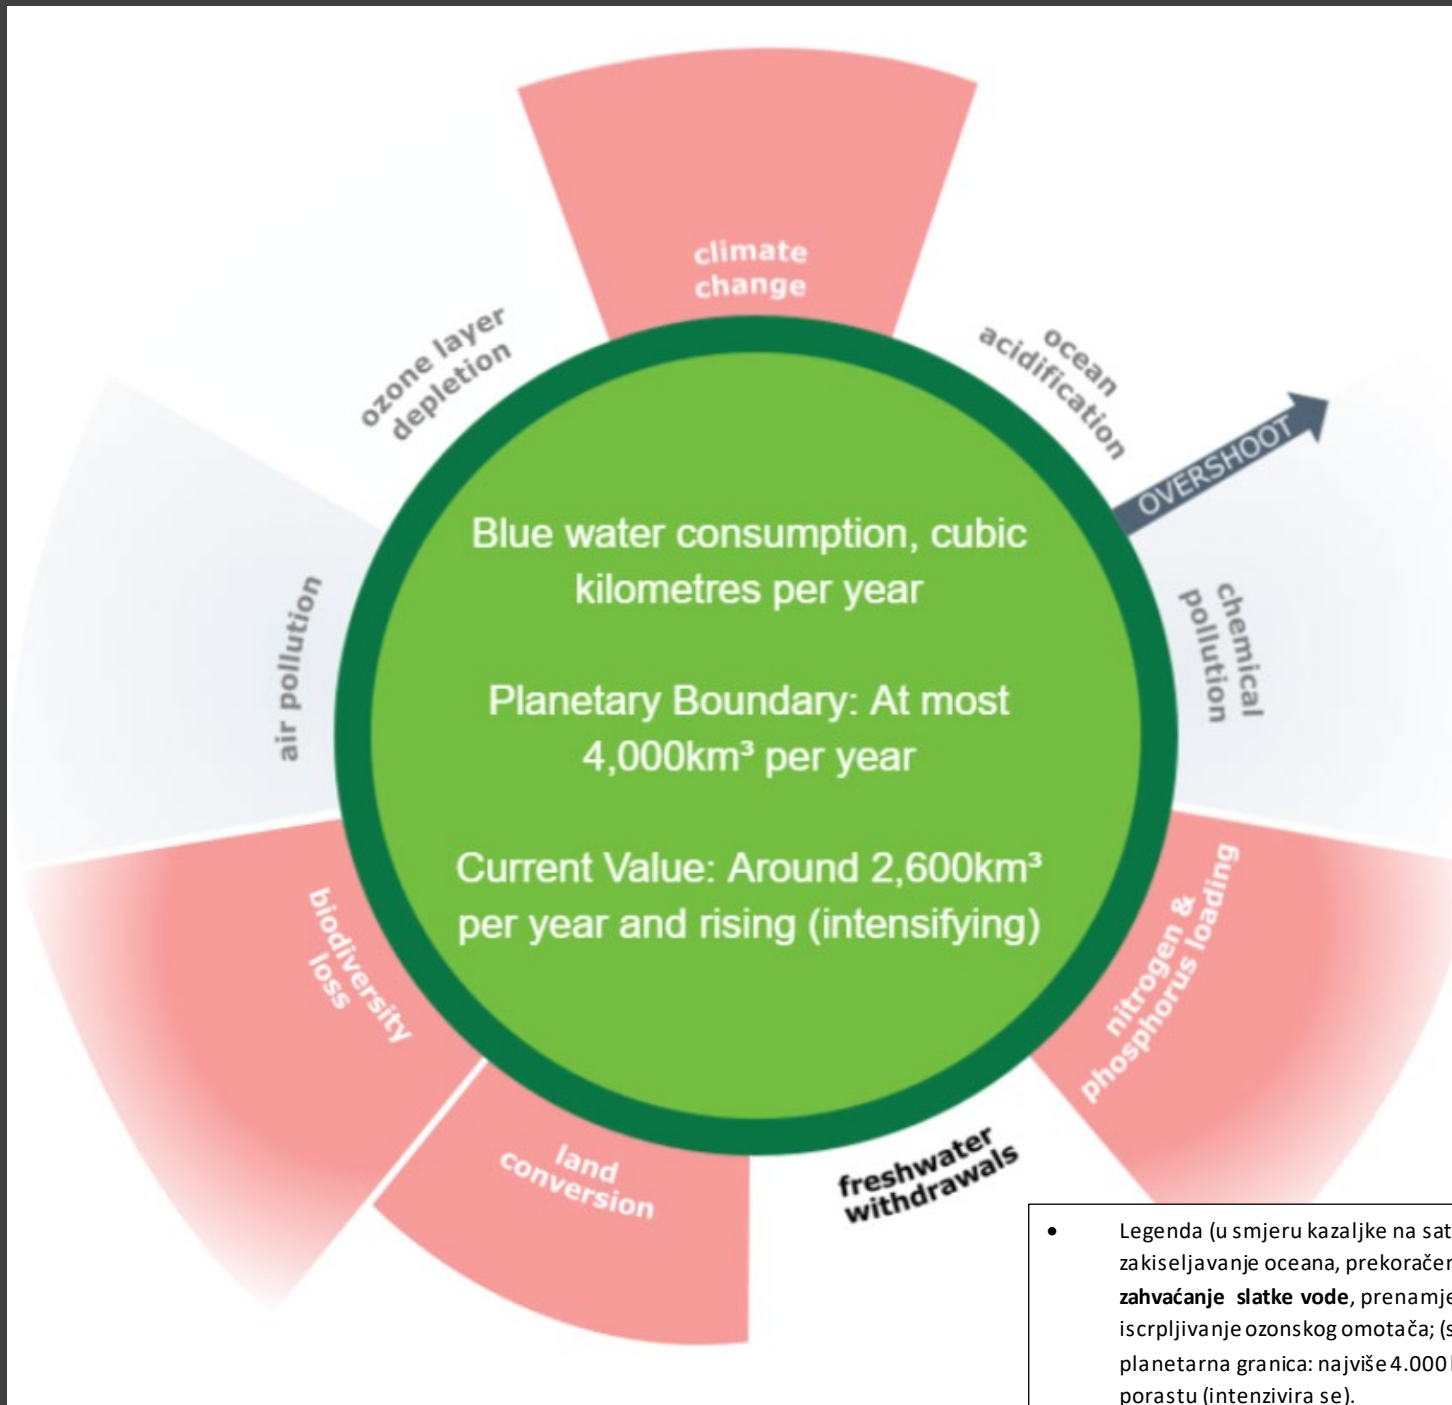 climate
change
ocean
acidification
OVERSHOOT
chemical
pollution
nitrogen &
phosphorus loading
freshwater
withdrawals
land
conversion
biodiversity
loss
air pollution
ozone layer
depletion
Blue water consumption, cubic
kilometres per year
Planetary Boundary: At most
4,000km³ per year
Current Value: Around 2,600km³
per year and rising (intensifying)
• Legenda (u smjeru kazaljke na sat
zakiseljavanje oceana, prekorače
zahvaćanje slatke vode, prenamje
iscrpljivanje ozonskog omotača; (s
planetarna granica: najviše 4.000
porastu (intenzivira se).